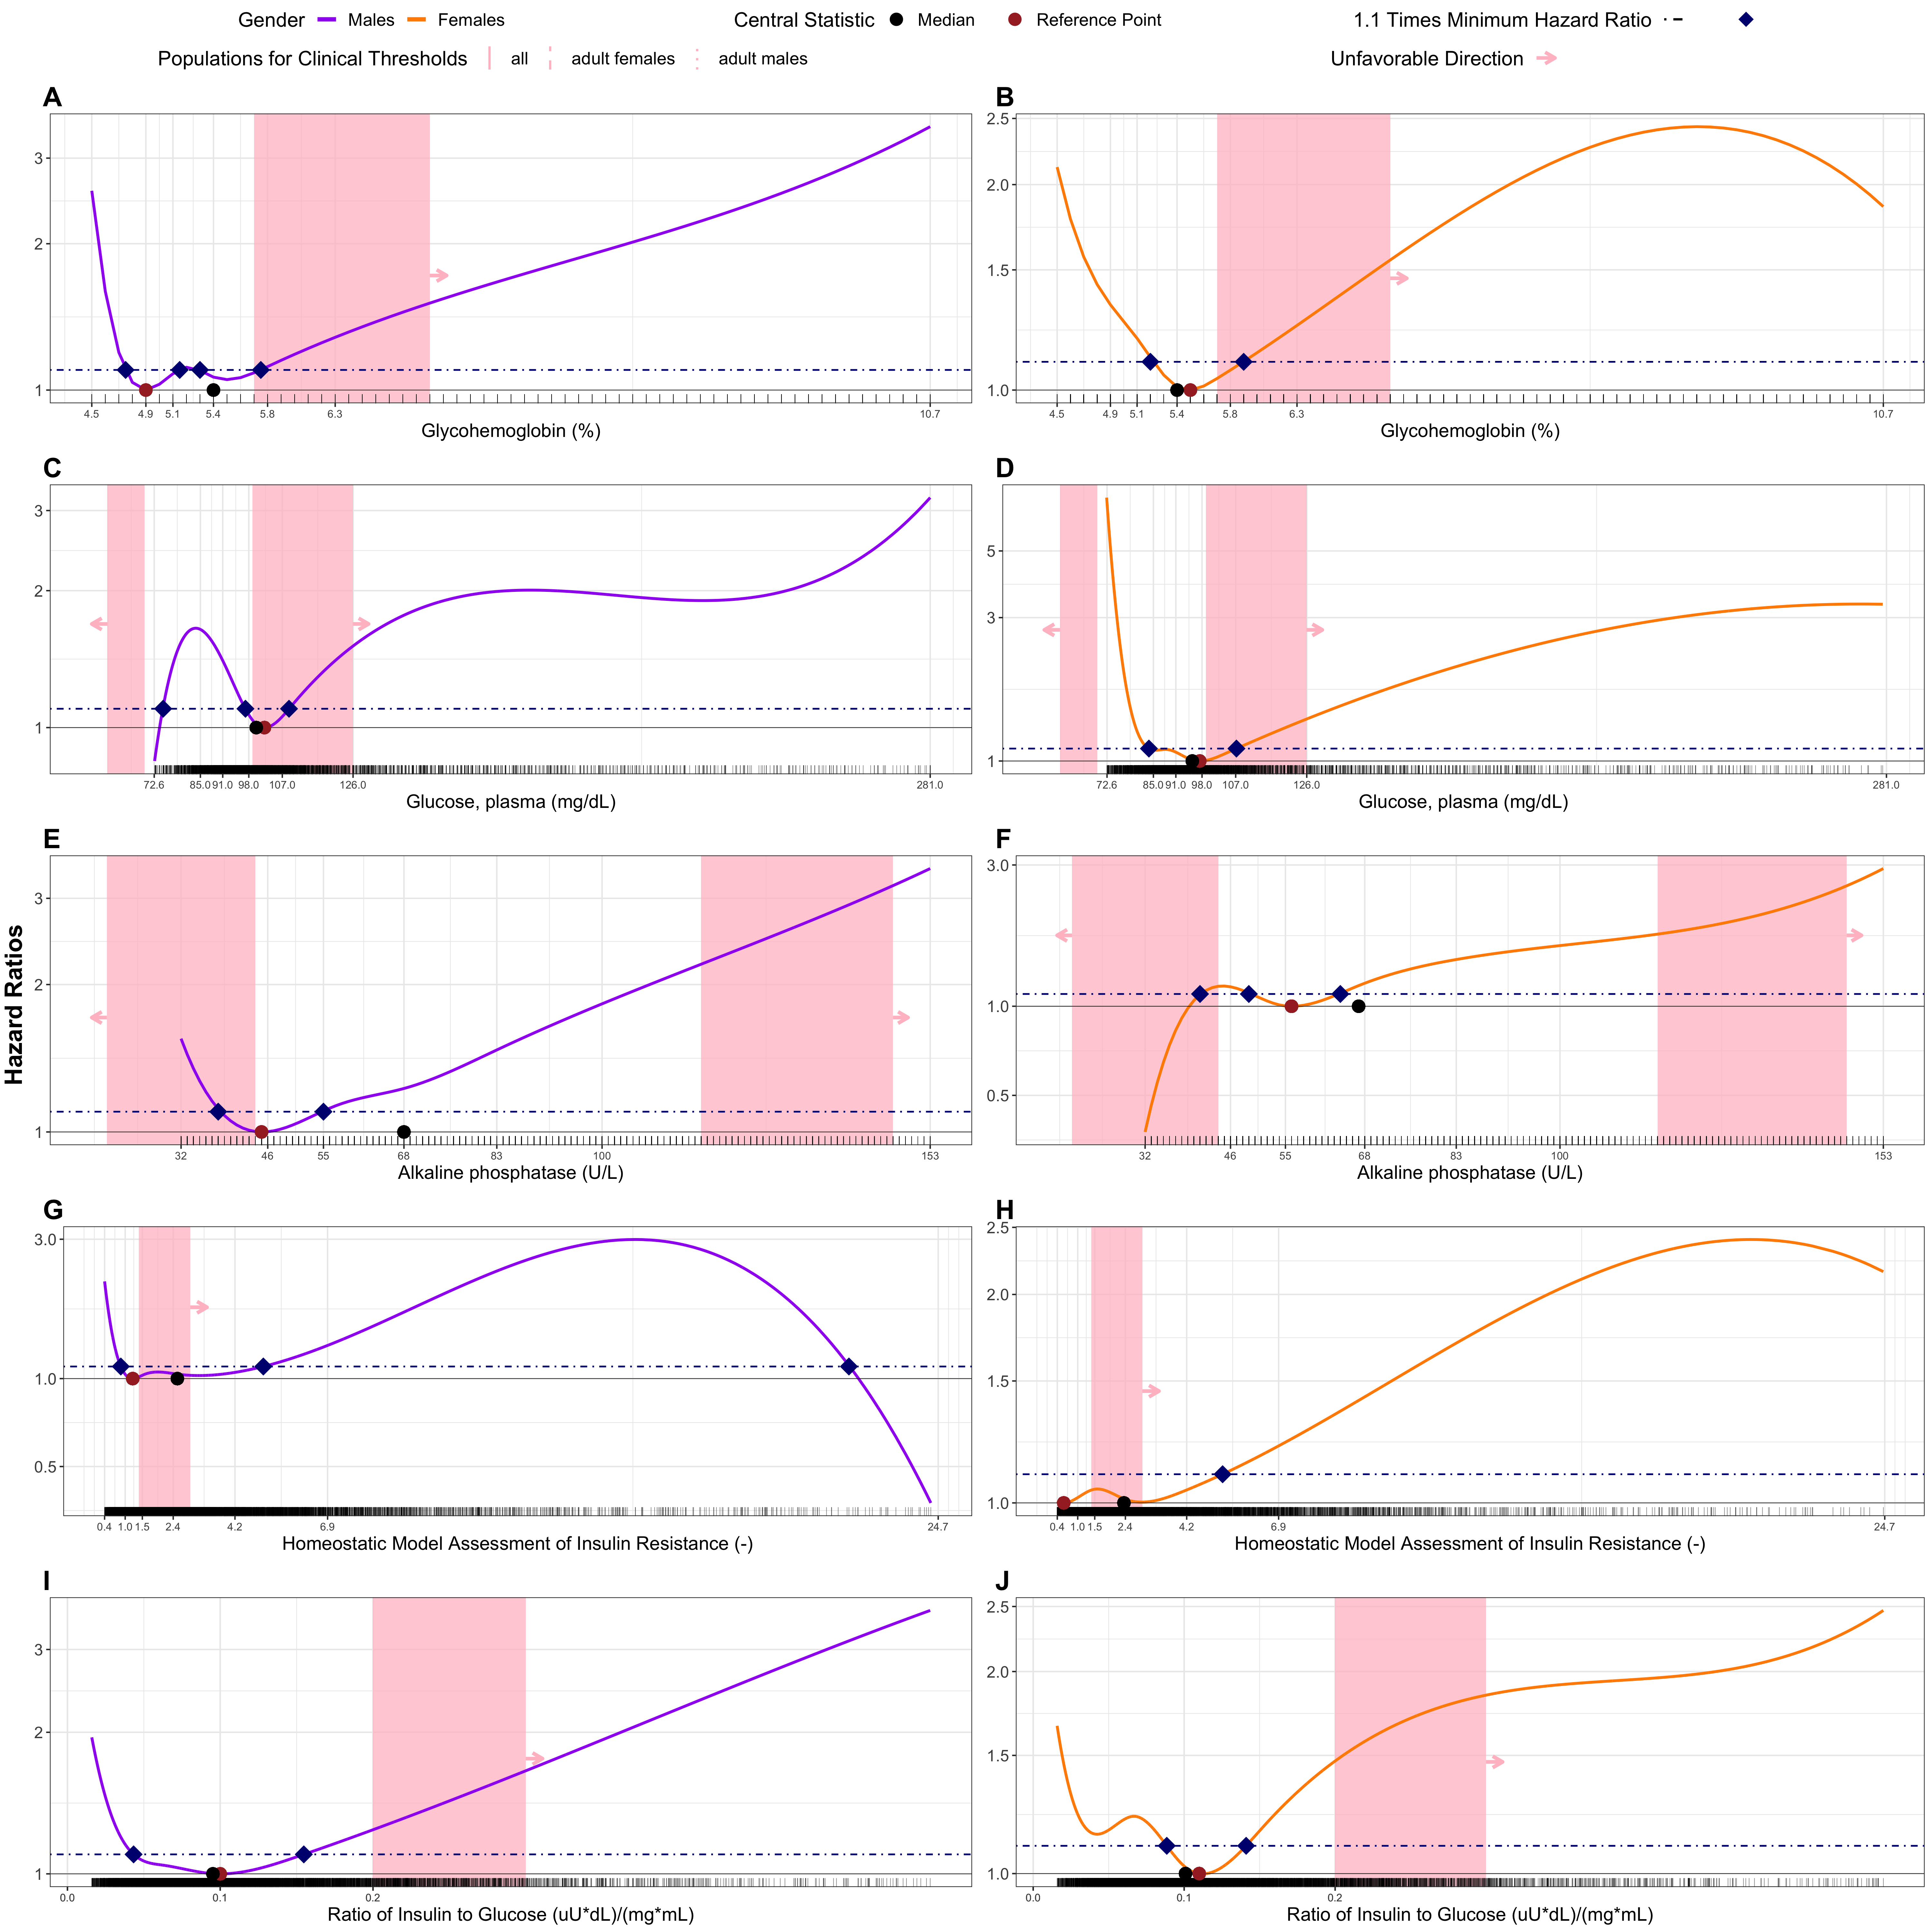 Gender Males Females Central Statistic Median Reference Point 1.1 Times Minimum Hazard Ratio
Populations for Clinical Thresholds all adult females adult males Unfavorable Direction
Hazard Ratios
A
3
2
1
4.5 4.9 5.1 5.4 5.8 6.3 10.7
Glycohemoglobin (%)
B
2.5
2.0
1.5
1.0
4.5 4.9 5.1 5.4 5.8 6.3 10.7
Glycohemoglobin (%)
C
3
2
1
72.6 85.0 91.0 98.0 107.0 126.0 281.0
Glucose, plasma (mg/dL)
D
5
3
1
72.6 85.0 91.0 98.0 107.0 126.0 281.0
Glucose, plasma (mg/dL)
E
3
2
1
32 46 55 68 83 100 153
Alkaline phosphatase (U/L)
F
3.0
1.0
0.5
32 46 55 68 83 100 153
Alkaline phosphatase (U/L)
G
3.0
1.0
0.5
0.4 1.0 1.5 2.4 4.2 6.9 24.7
Homeostatic Model Assessment of Insulin Resistance (-)
H
2.5
2.0
1.5
1.0
0.4 1.0 1.5 2.4 4.2 6.9 24.7
Homeostatic Model Assessment of Insulin Resistance (-)
I
3
2
1
0.0 0.1 0.2
Ratio of Insulin to Glucose (uU*dL)/(mg*mL)
J
2.5
2.0
1.5
1.0
0.0 0.1 0.2
Ratio of Insulin to Glucose (uU*dL)/(mg*mL)